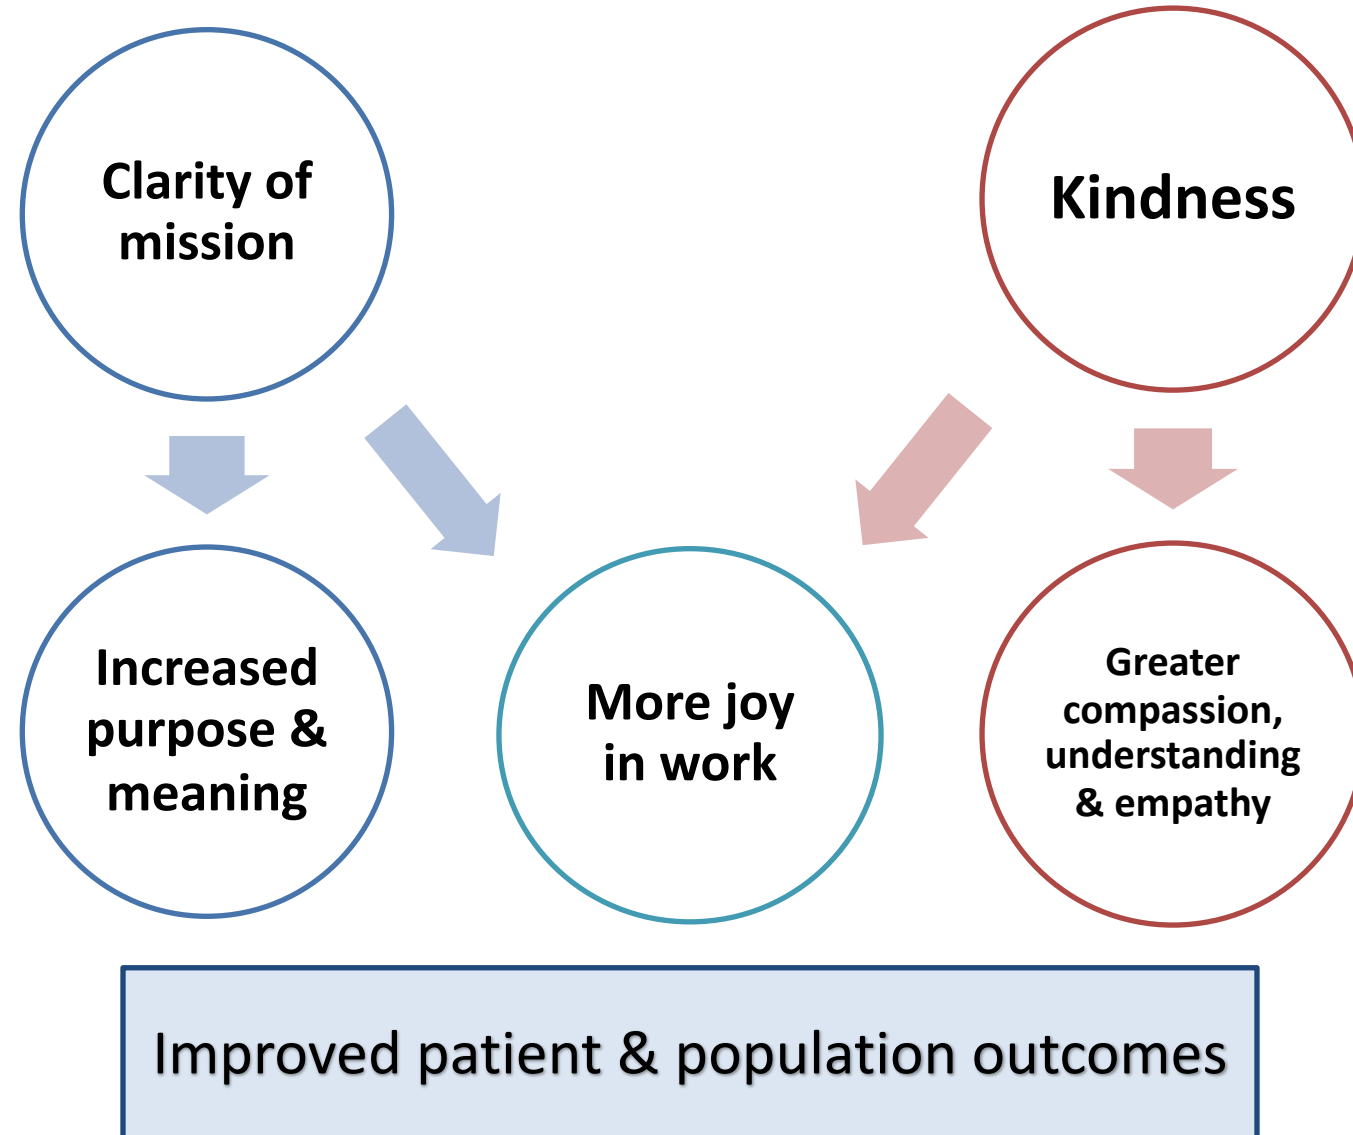 Clarity of
mission
Kindness
Increased
purpose &
meaning
More joy
in work
Greater
compassion,
understanding
& empathy
Improved patient & population outcomes